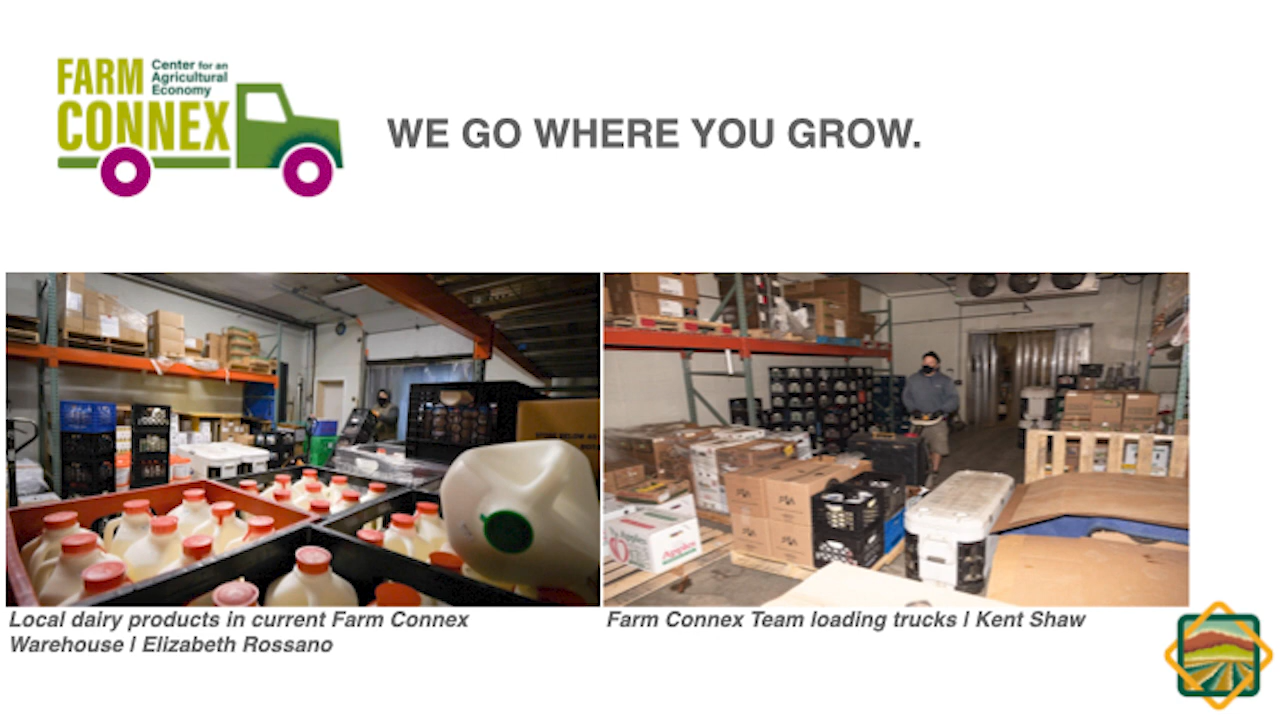 FARM
Center for an
Agricultural
Economy
CONNEX
WE GO WHERE YOU GROW.
Apples
Local dairy products in current Farm Connex
Warehouse | Elizabeth Rossano
Farm Connex Team loading trucks | Kent Shaw